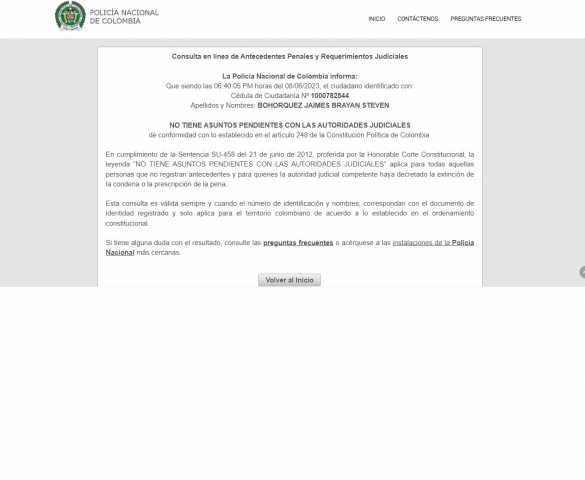 POLICÍA NACIONAL
DE COLOMBIA
INICIO CONTÁCTENOS PREGUNTAS FRECUENTES
Consulta en línea de Antecedentes Penales y Requerimientos Judiciales
La Policía Nacional de Colombia informa:
Que siendo las 06:40:05 PM horas del 08/06/2023, el ciudadano identificado con:
Cédula de Ciudadanía Nº 1000782844
Apellidos y Nombres: BOHORQUEZ JAIMES BRAYAN STEVEN
NO TIENE ASUNTOS PENDIENTES CON LAS AUTORIDADES JUDICIALES
de conformidad con lo establecido en el artículo 248 de la Constitución Política de Colombia
En cumplimiento de la Sentencia SU-458 del 21 de junio de 2012, proferida por la Honorable Corte Constitucional, la
leyenda "NO TIENE ASUNTOS PENDIENTES CON LAS AUTORIDADES JUDICIALES" aplica para todas aquellas
personas que no registran antecedentes y para quienes la autoridad judicial competente haya decretado la extinción de
la condena o la prescripción de la pena.
Esta consulta es válida siempre y cuando el número de identificación y nombres, correspondan con el documento de
identidad registrado y solo aplica para el territorio colombiano de acuerdo a lo establecido en el ordenamiento
constitucional.
Si tiene alguna duda con el resultado, consulte las preguntas frecuentes o acérquese a las instalaciones de la Policía
Nacional más cercanas.
Volver al Inicio